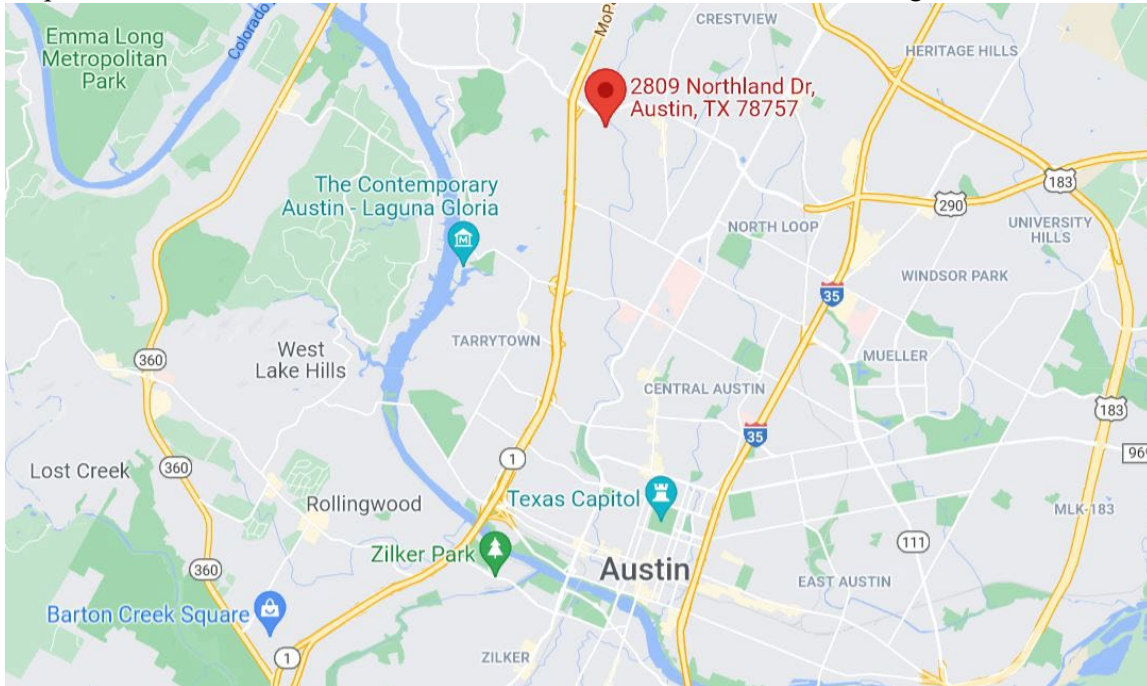 Emma Long
Metropolitan
Park
Colorado
MoPa
CRESTVIEW
HERITAGE HILLS
2809 Northland Dr,
Austin, TX 78757
183
290
The Contemporary
Austin - Laguna Gloria
NORTH LOOP
UNIVERSITY
HILLS
WINDSOR PARK
35
TARRYTOWN
West
Lake Hills
360
MUELLER
CENTRAL AUSTIN
183
35
969
1
Lost Creek
360
Rollingwood
Texas Capitol
MLK-183
111
Zilker Park
Austin
EAST AUSTIN
360
Barton Creek Square
1
ZILKER